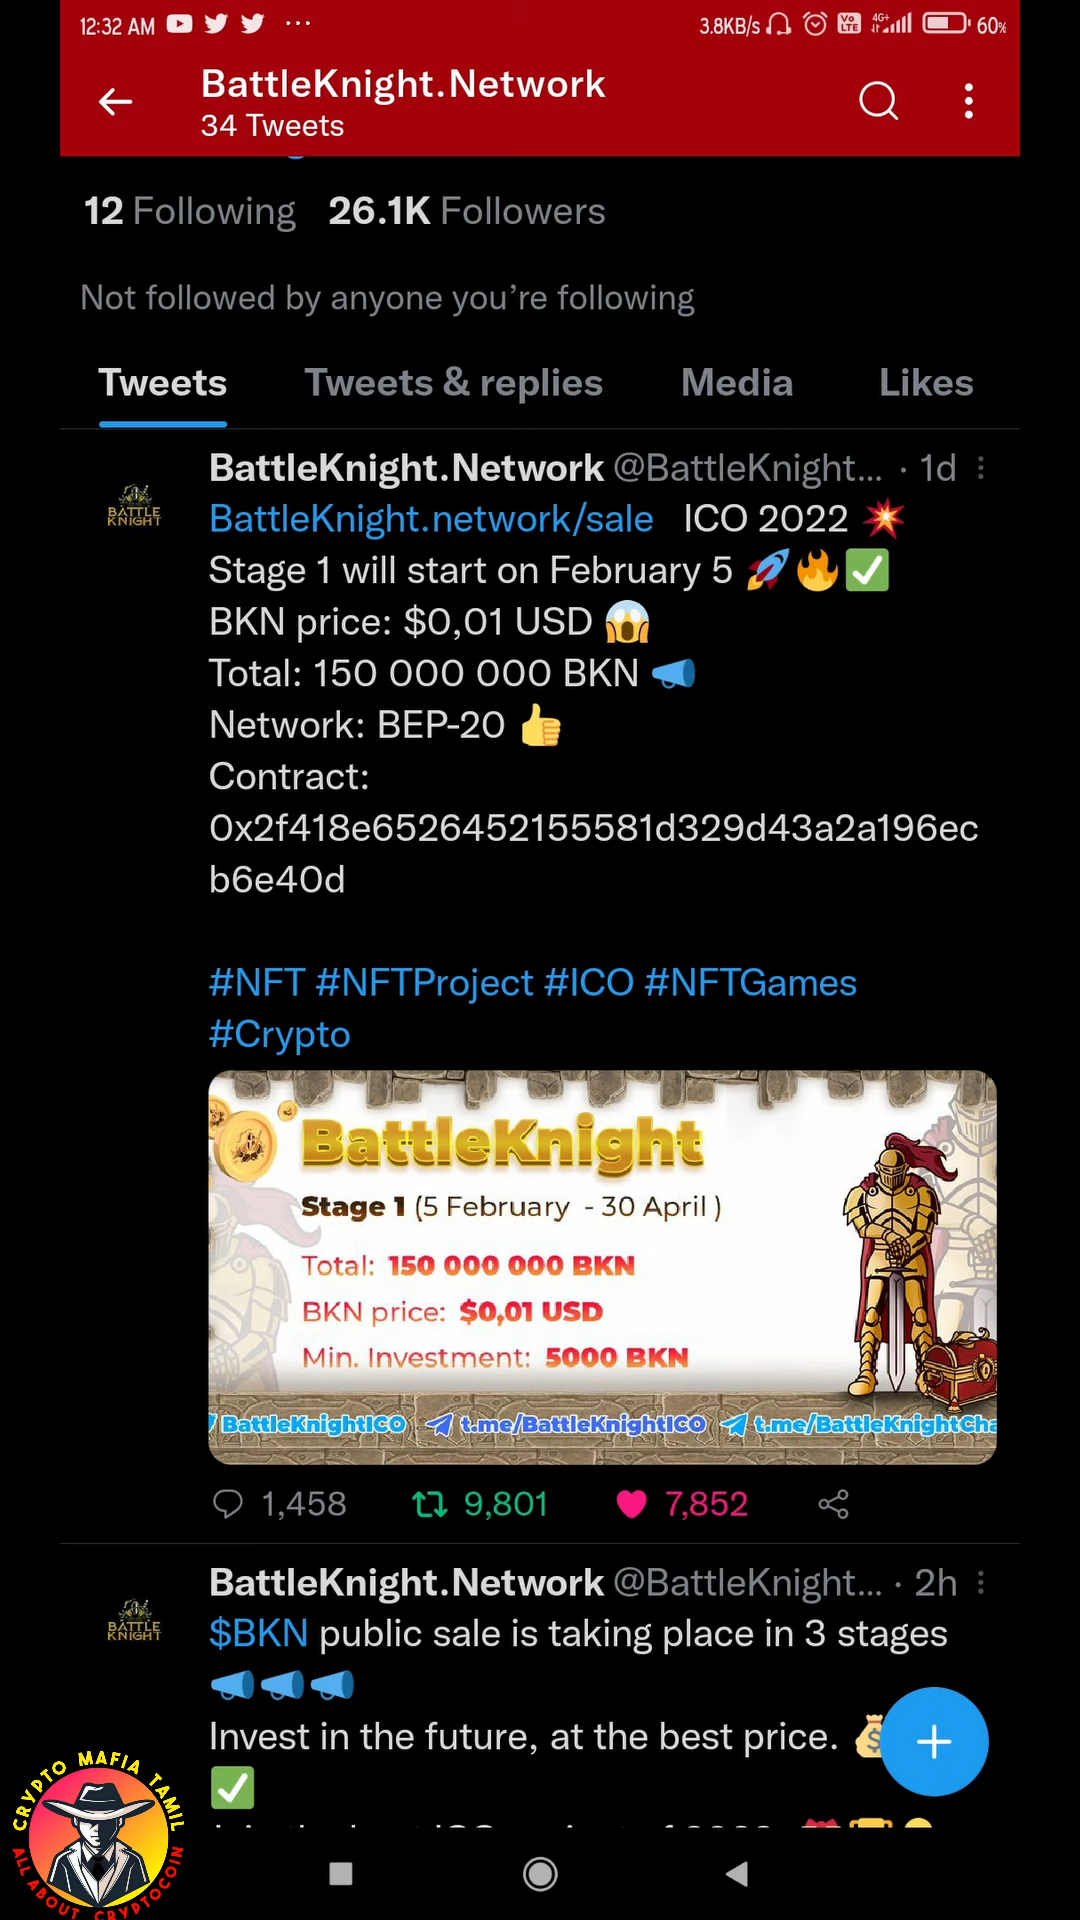 12:32 AM ... 3.8KB/s Vo LTE 4G+ 60%
BattleKnight.Network
34 Tweets
12 Following 26.1K Followers
Not followed by anyone you're following
Tweets Tweets & replies Media Likes
BattleKnight.Network @BattleKnight... · 1d
BATTLE
KNIGHT
BattleKnight.network/sale ICO 2022 💥
Stage 1 will start on February 5 🚀🔥✅
BKN price: $0,01 USD 😱
Total: 150 000 000 BKN 📣
Network: BEP-20 👍
Contract:
0x2f418e6526452155581d329d43a2a196ec
b6e40d
#NFT #NFTProject #ICO #NFTGames
#Crypto
BattleKnight
Stage 1 (5 February - 30 April )
Total: 150 000 000 BKN
BKN price: $0,01 USD
Min. Investment: 5000 BKN
BattleKnightICO t.me/BattleKnightICO t.me/BattleKnightCha
1,458 9,801 7,852
BattleKnight.Network @BattleKnight... · 2h
BATTLE
KNIGHT
$BKN public sale is taking place in 3 stages
📣📣📣
Invest in the future, at the best price. 💰
✅
CRYPTO MAFIA TAMIL
ALL ABOUT CRYPTOCOIN